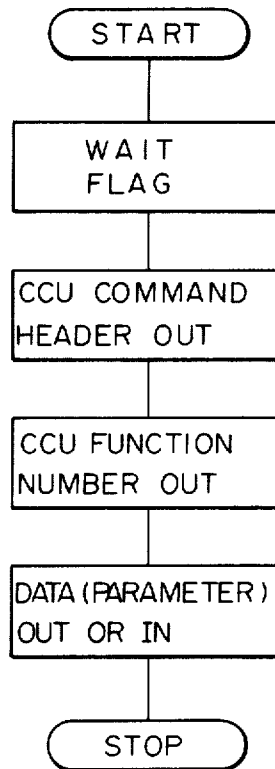 START
WAIT
FLAG
CCU COMMAND
HEADER OUT
CCU FUNCTION
NUMBER OUT
DATA (PARAMETER)
OUT OR IN
STOP